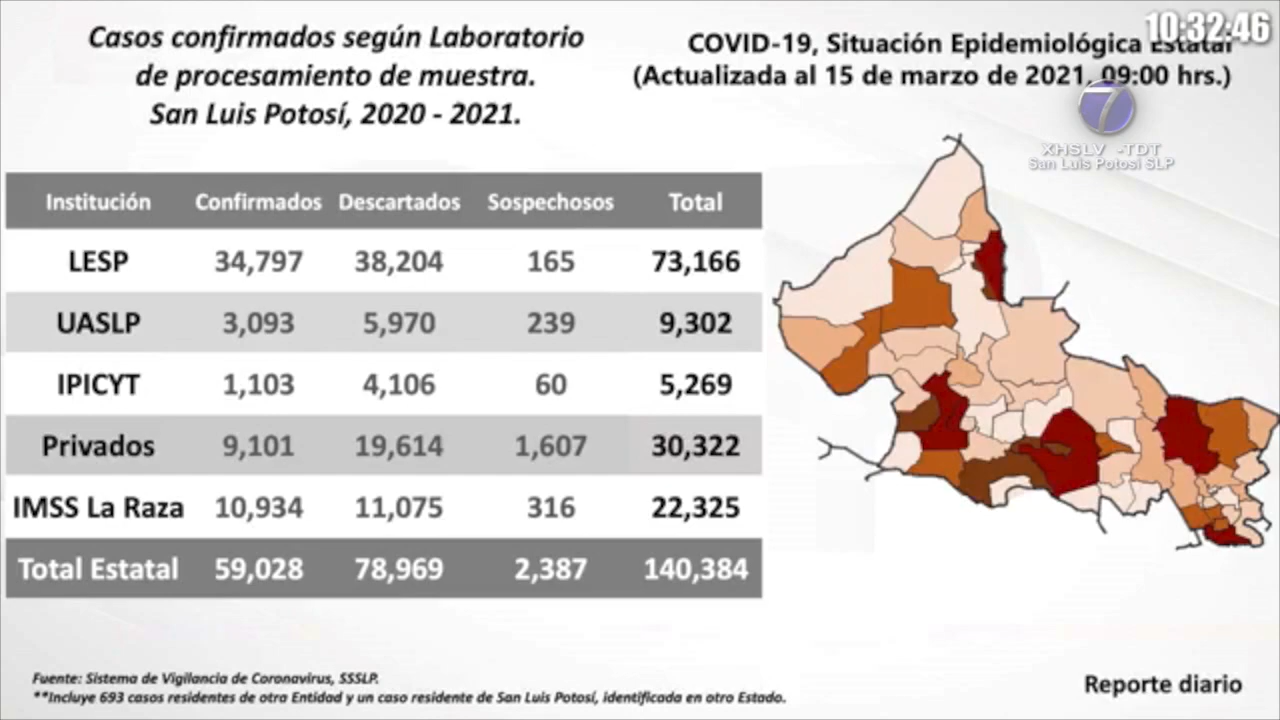 10:32:46
Casos confirmados según Laboratorio
de procesamiento de muestra.
San Luis Potosí, 2020 - 2021.
COVID-19, Situación Epidemiológica Estatal
(Actualizada al 15 de marzo de 2021, 09:00 hrs.)
7
XHSLV -TDT
San Luis Potosí SLP
Institución Confirmados Descartados Sospechosos Total
LESP 34,797 38,204 165 73,166
UASLP 3,093 5,970 239 9,302
IPICYT 1,103 4,106 60 5,269
Privados 9,101 19,614 1,607 30,322
IMSS La Raza 10,934 11,075 316 22,325
Total Estatal 59,028 78,969 2,387 140,384
Fuente: Sistema de Vigilancia de Coronavirus, SSSLP.
**Incluye 693 casos residentes de otra Entidad y un caso residente de San Luis Potosí, identificada en otro Estado.
Reporte diario